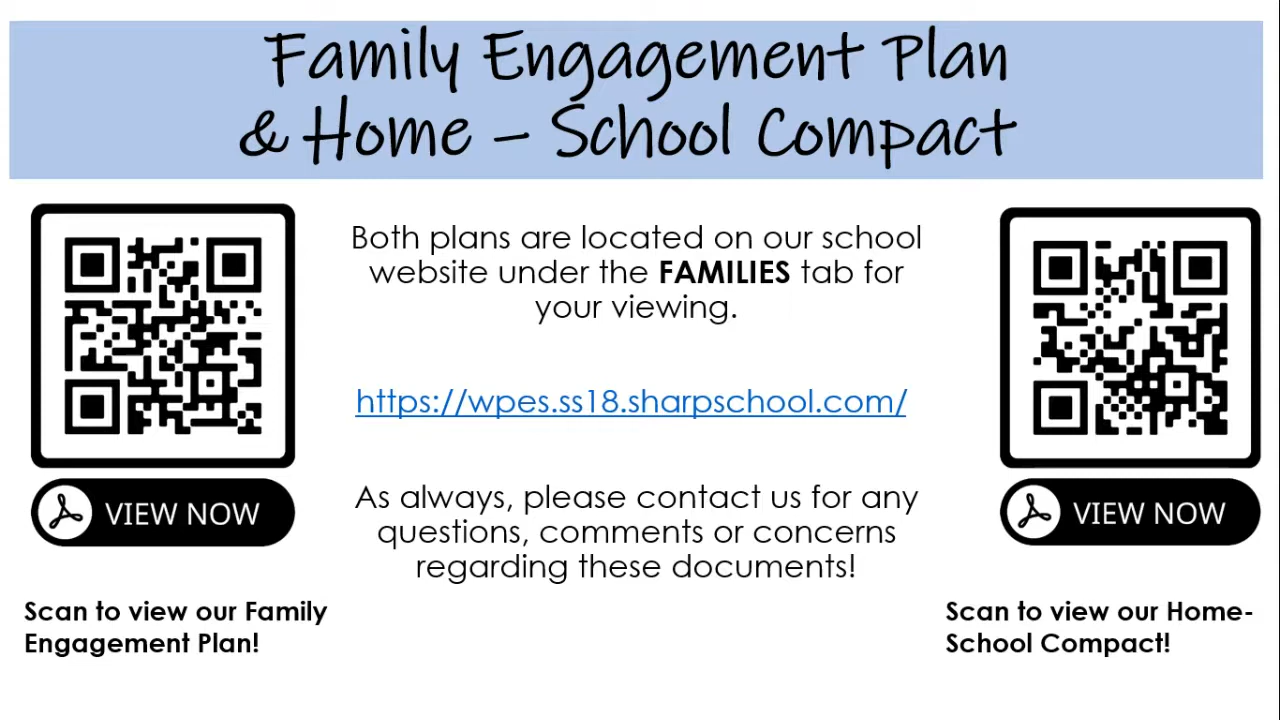 Family Engagement Plan
& Home – School Compact
Both plans are located on our school
website under the FAMILIES tab for
your viewing.
https://wpes.ss18.sharpschool.com/
As always, please contact us for any
questions, comments or concerns
regarding these documents!
VIEW NOW
Scan to view our Family
Engagement Plan!
VIEW NOW
Scan to view our Home-
School Compact!